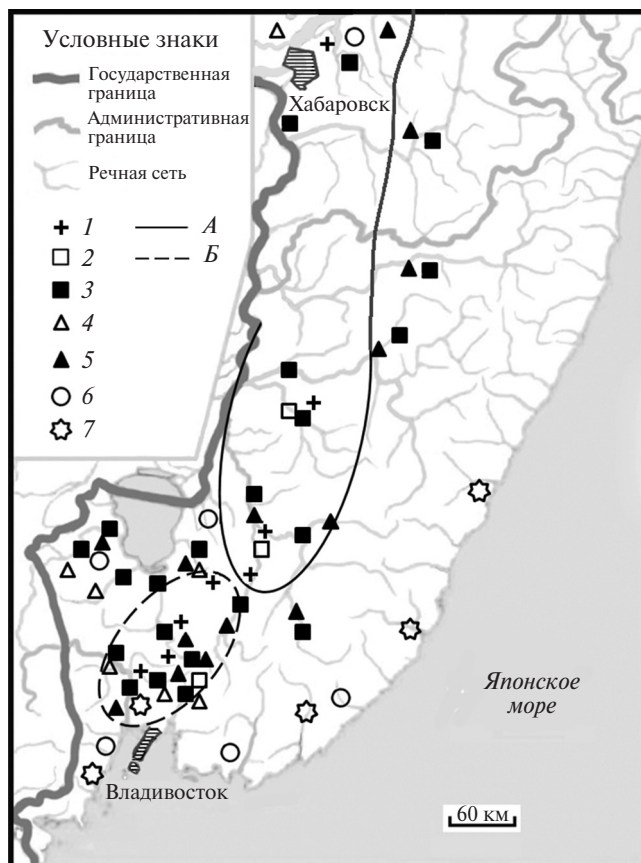 Условные знаки
Государственная
граница
Административная
граница
Речная сеть
1 А
2 Б
3
4
5
6
7
Хабаровск
Японское
море
Владивосток
60 км